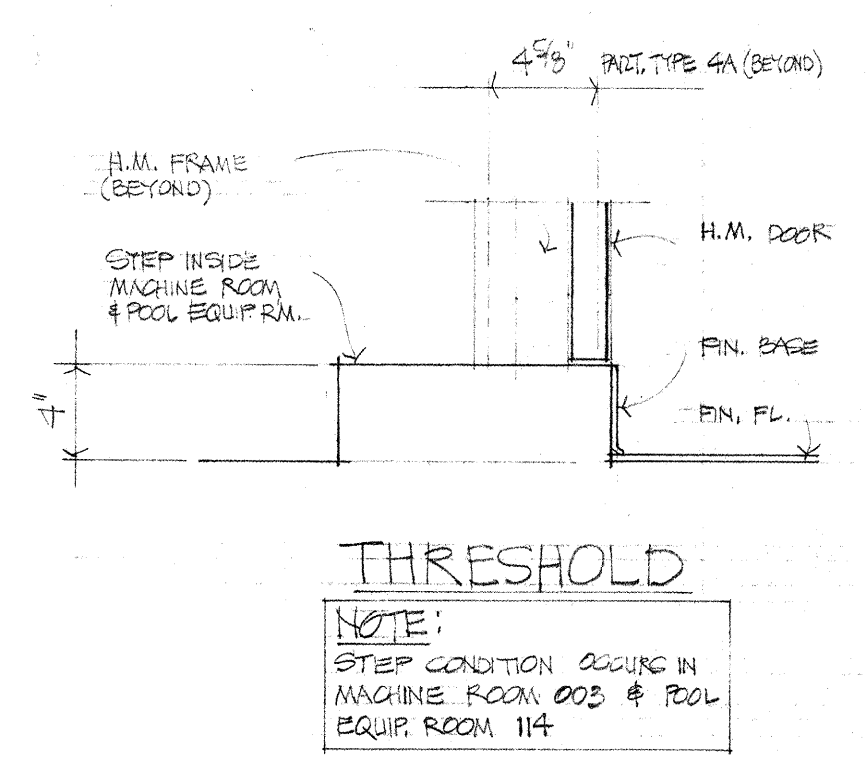 4 5/8" PART. TYPE 4A (BEYOND)
H.M. FRAME
(BEYOND)
H.M. DOOR
STEP INSIDE
MACHINE ROOM
& POOL EQUIP. RM.
FIN. BASE
4"
FIN. FL.
THRESHOLD
NOTE:
STEP CONDITION OCCURS IN
MACHINE ROOM 003 & POOL
EQUIP. ROOM 114